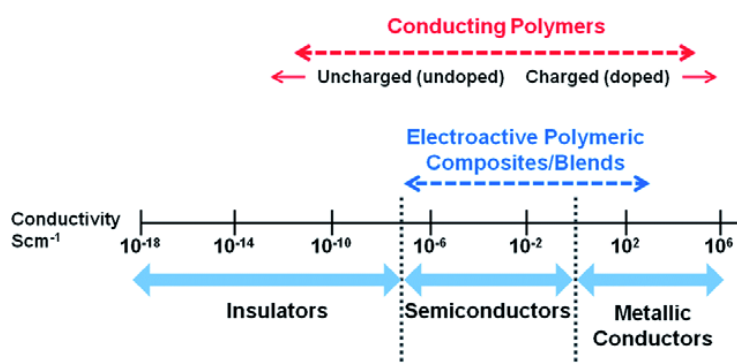 Conducting Polymers
Uncharged (undoped) Charged (doped)
Electroactive Polymeric
Composites/Blends
Conductivity
Scm⁻¹
10⁻¹⁸ 10⁻¹⁴ 10⁻¹⁰ 10⁻⁶ 10⁻² 10² 10⁶
Insulators Semiconductors Metallic
Conductors